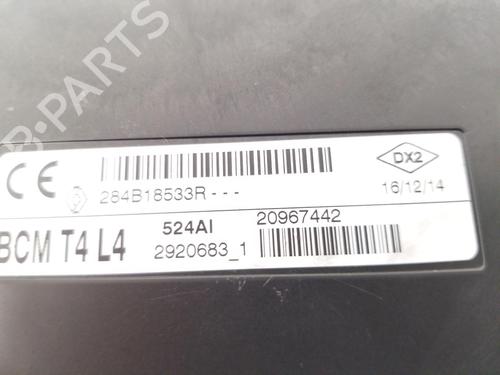 B-PARTS
CE
284B18533R - - -
DX2
16/12/14
BCM T4 L4
524AI
20967442
2920683_1